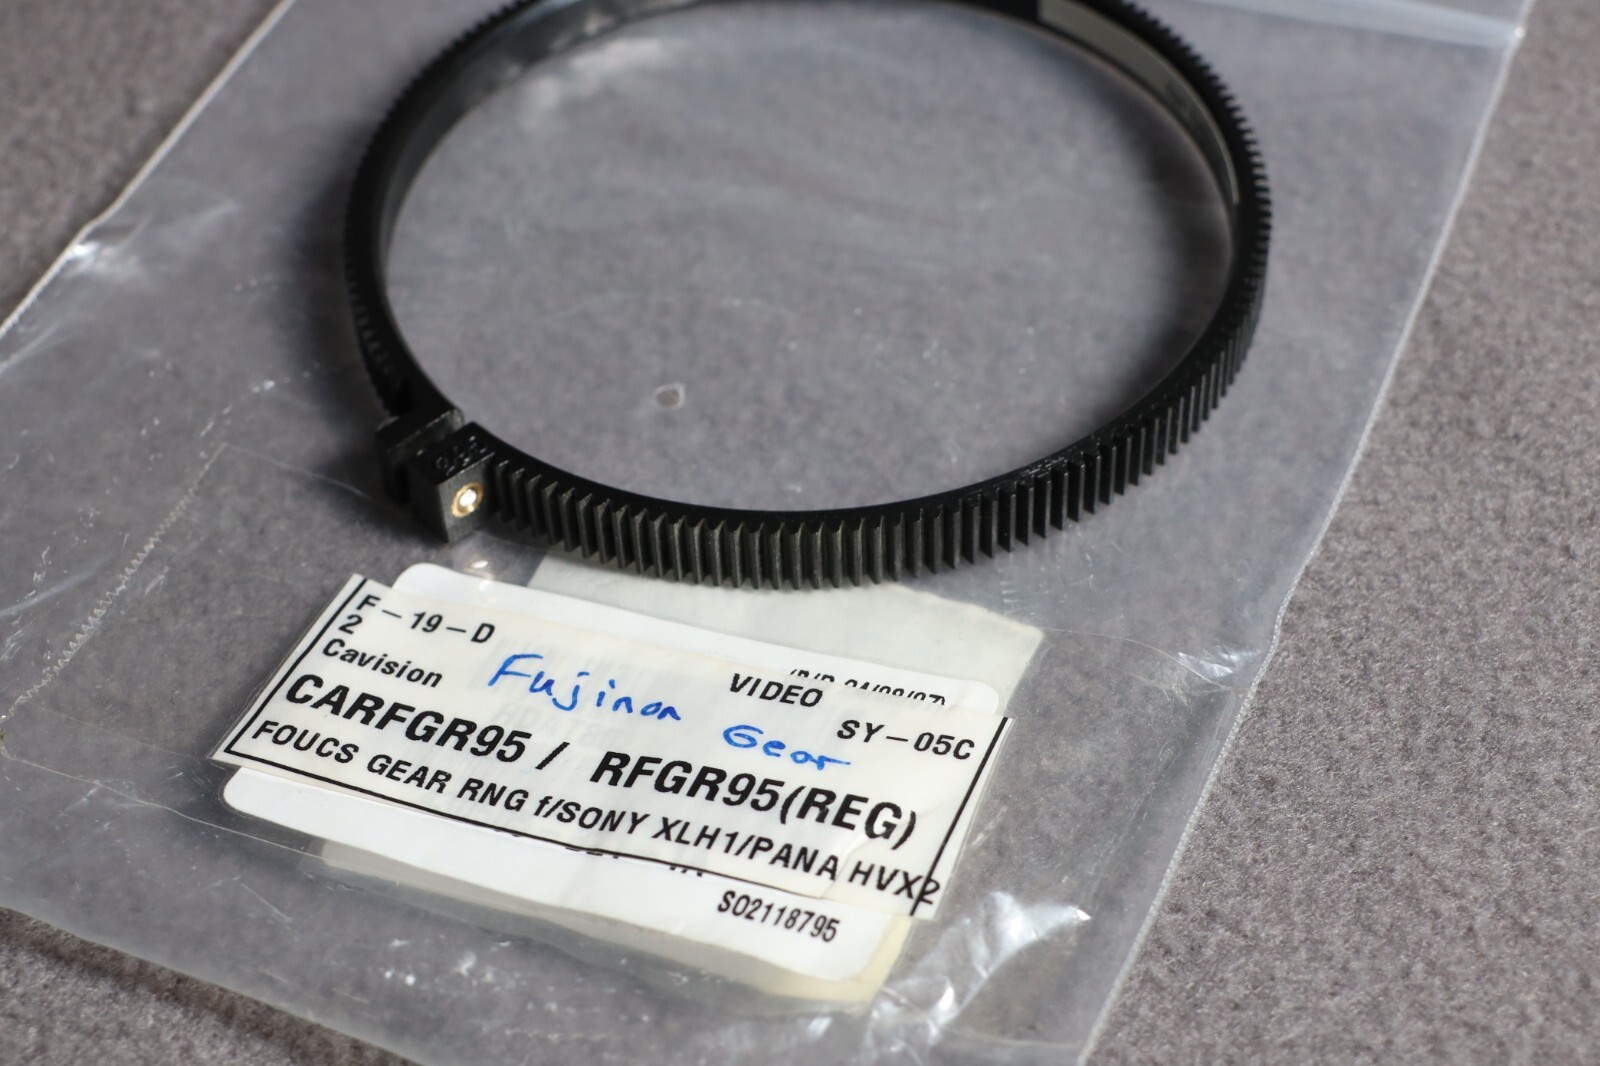 F-19-D
2
Cavision
Fujinon Gear
VIDEO SY-05C
CARFGR95 / RFGR95(REG)
FOUCS GEAR RNG f/SONY XLH1/PANA HVX2
S02118795